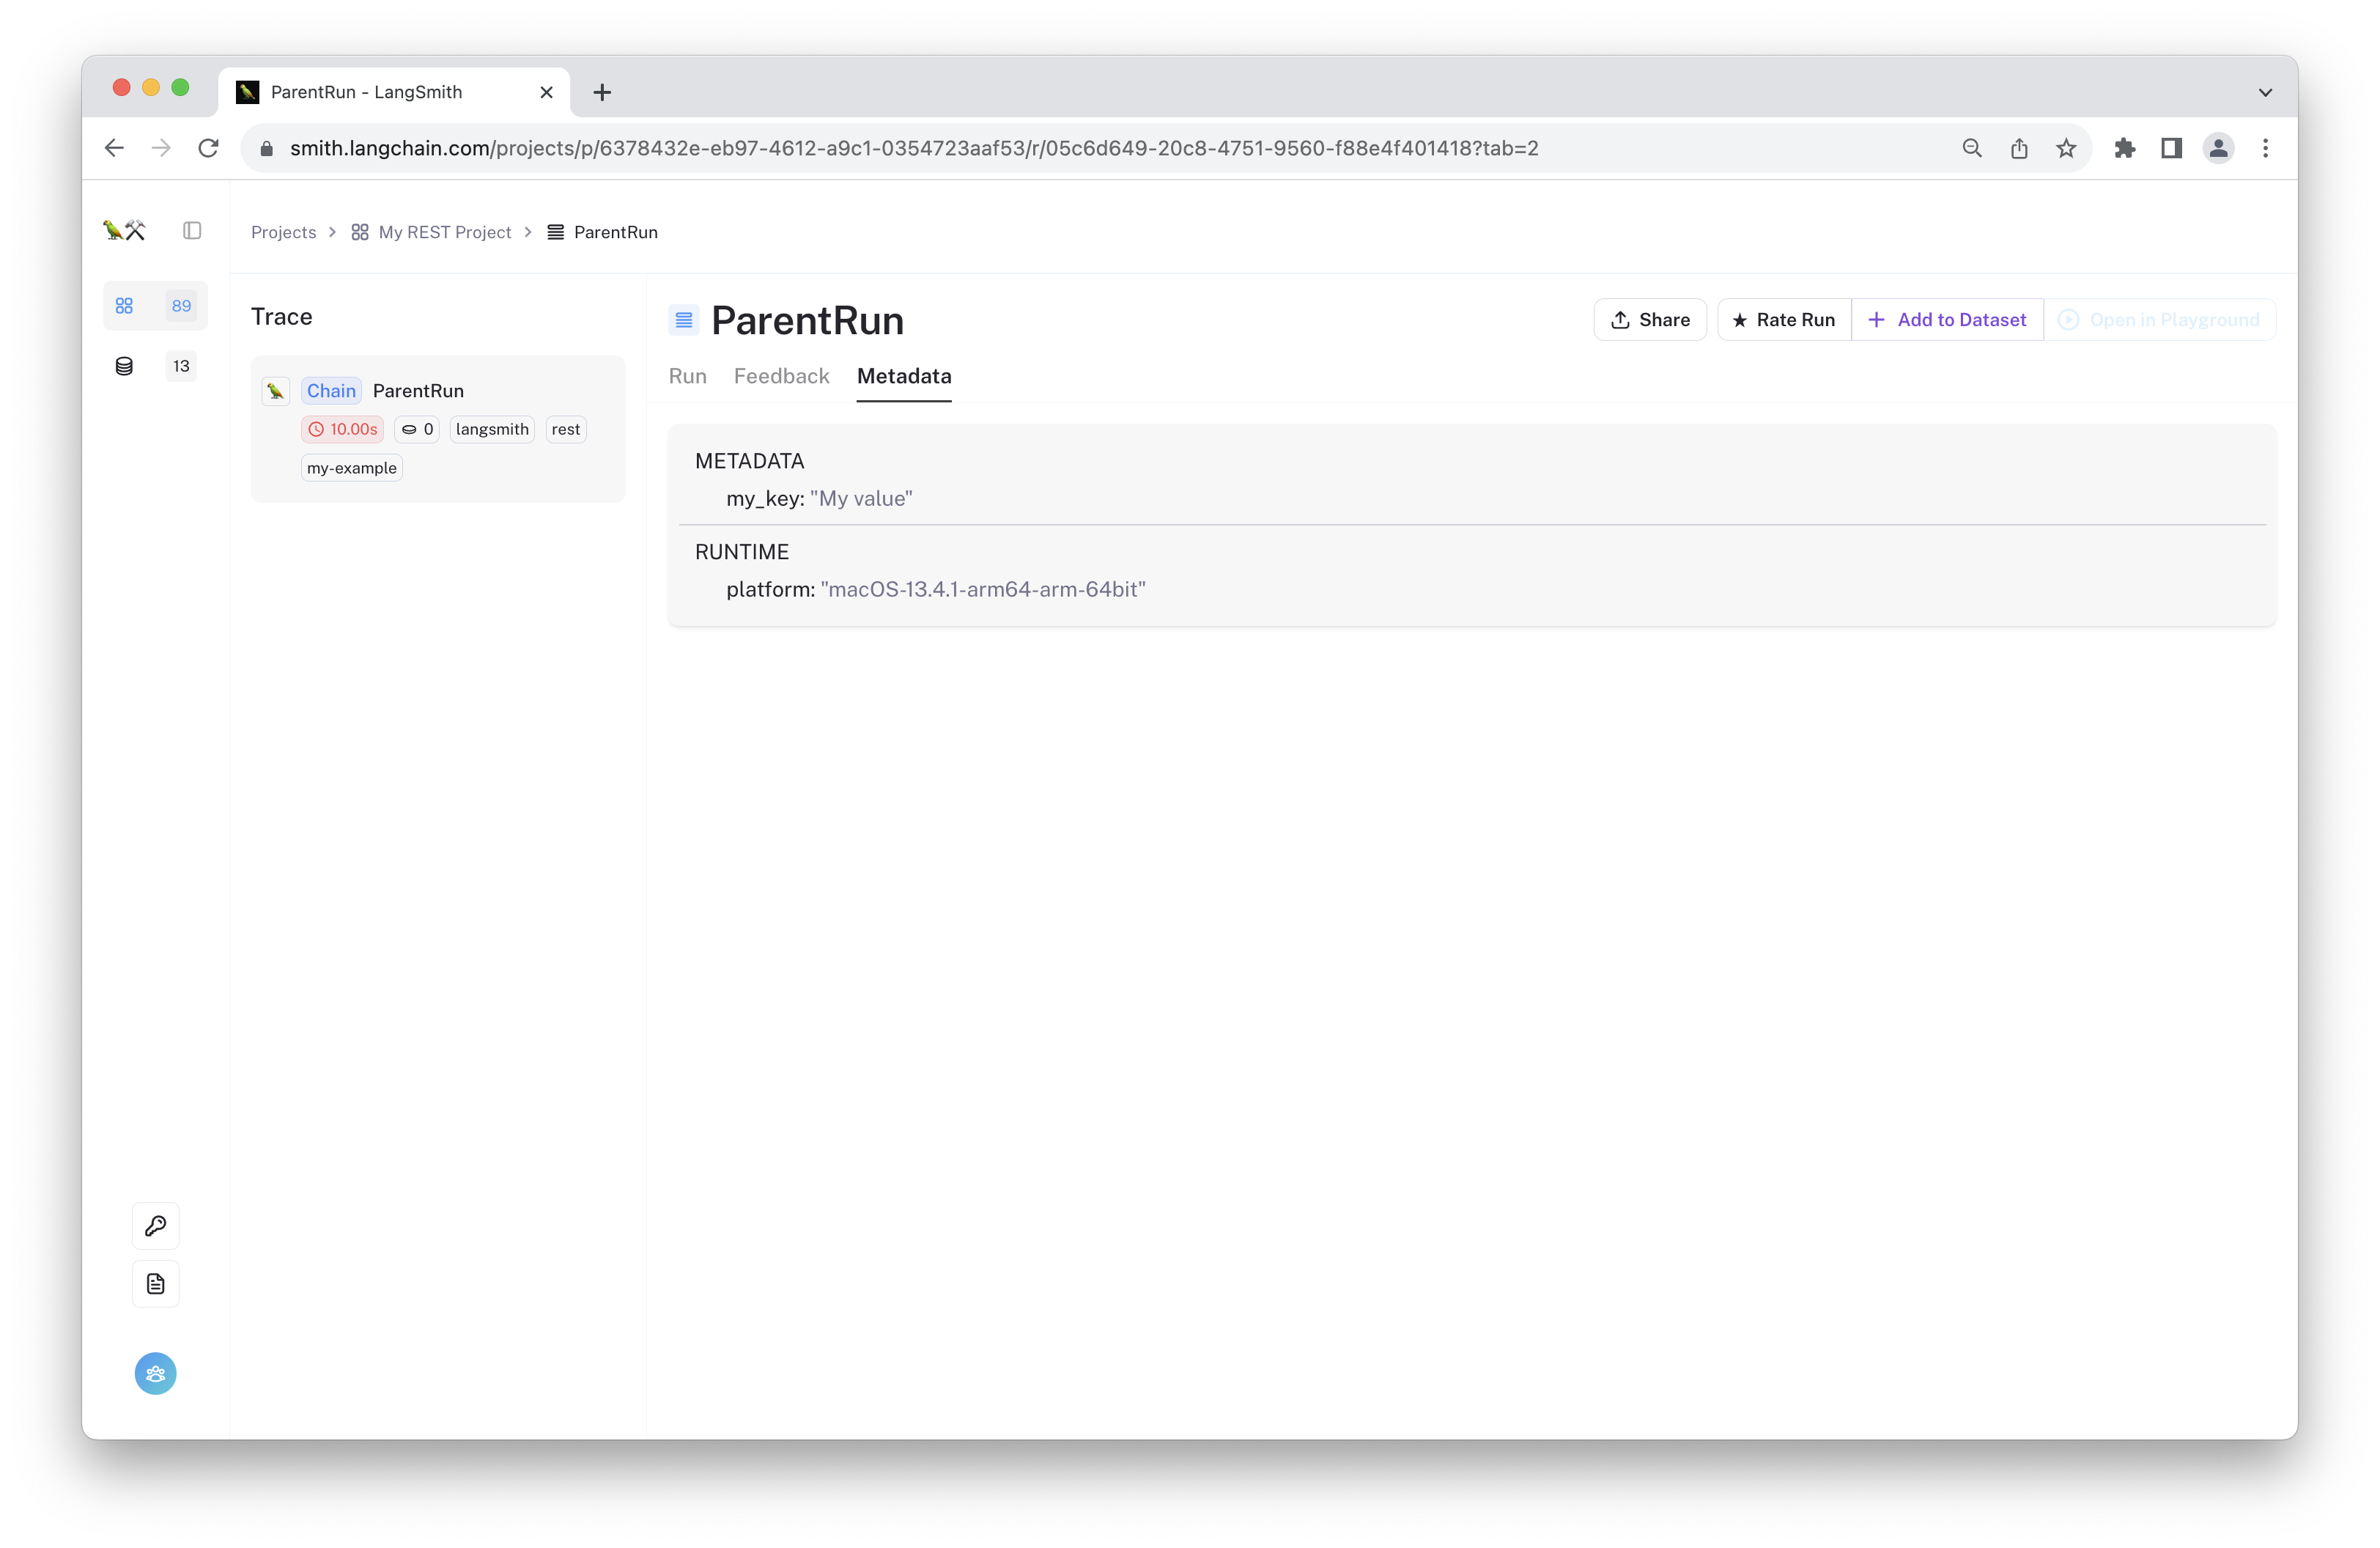 ParentRun - LangSmith
smith.langchain.com/projects/p/6378432e-eb97-4612-a9c1-0354723aaf53/r/05c6d649-20c8-4751-9560-f88e4f401418?tab=2
Projects > My REST Project > ParentRun
89
13
Trace
Chain ParentRun
10.00s 0 langsmith rest
my-example
ParentRun
Share Rate Run + Add to Dataset Open in Playground
Run Feedback Metadata
METADATA
my_key: "My value"
RUNTIME
platform: "macOS-13.4.1-arm64-arm-64bit"